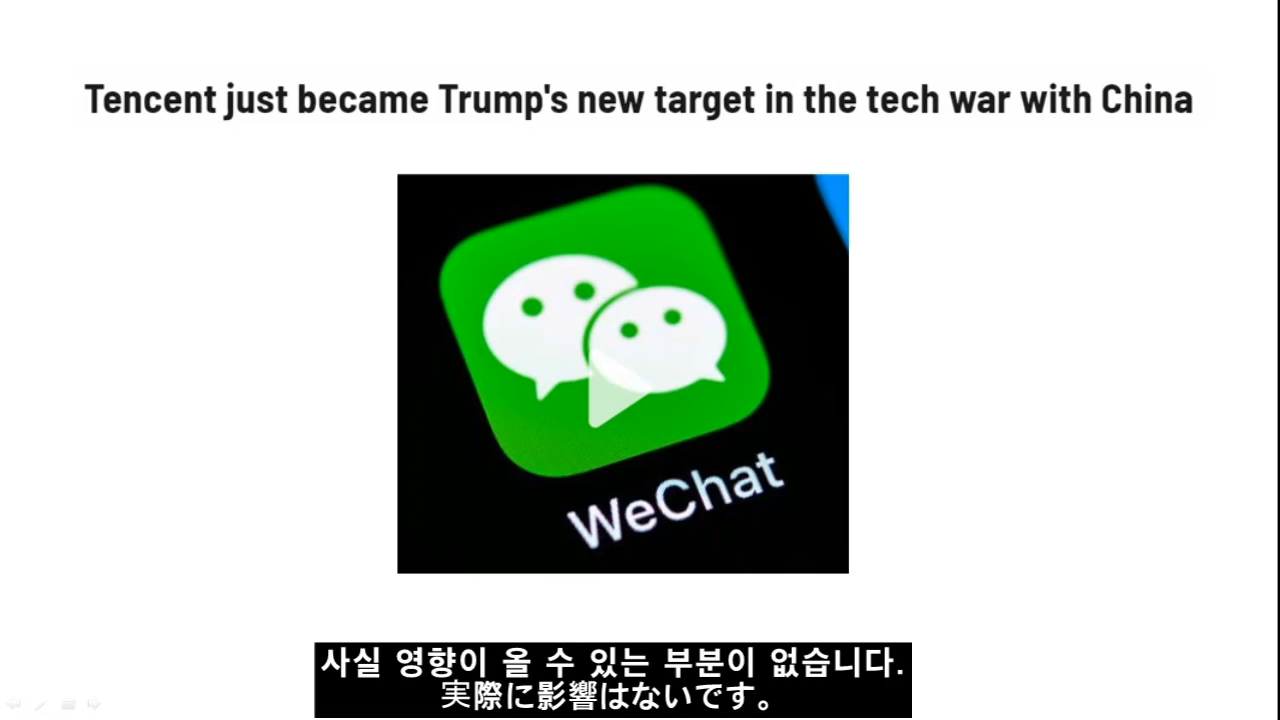 Tencent just became Trump's new target in the tech war with China
WeChat
사실 영향이 올 수 있는 부분이 없습니다.
実際に影響はないです。